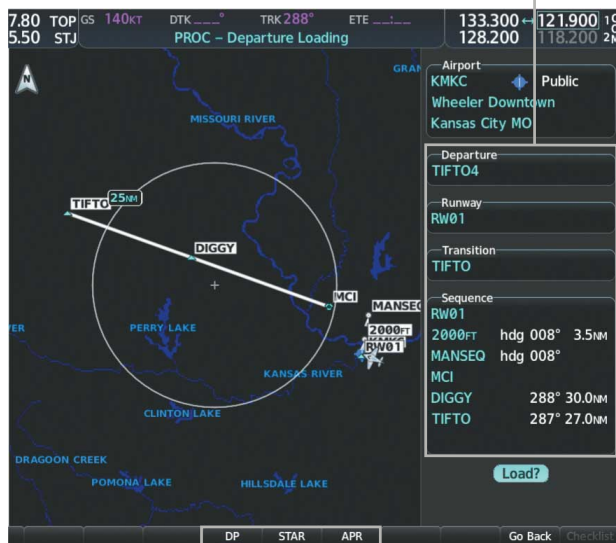 7.80 TOP GS 140KT DTK ___° TRK 288° ETE __:__ 133.300 ↔ 121.900
5.50 STJ PROC – Departure Loading 128.200 118.200
N
MISSOURI RIVER
TIFTO 25NM
DIGGY
MCI
MANSEQ
2000FT
RW01
PERRY LAKE
KANSAS RIVER
CLINTON LAKE
DRAGOON CREEK
POMONA LAKE
HILLSDALE LAKE
Airport
KMKC Public
Wheeler Downtown
Kansas City MO
Departure
TIFTO4
Runway
RW01
Transition
TIFTO
Sequence
RW01
2000FT hdg 008° 3.5NM
MANSEQ hdg 008°
MCI
DIGGY 288° 30.0NM
TIFTO 287° 27.0NM
Load?
DP STAR APR Go Back Checklist